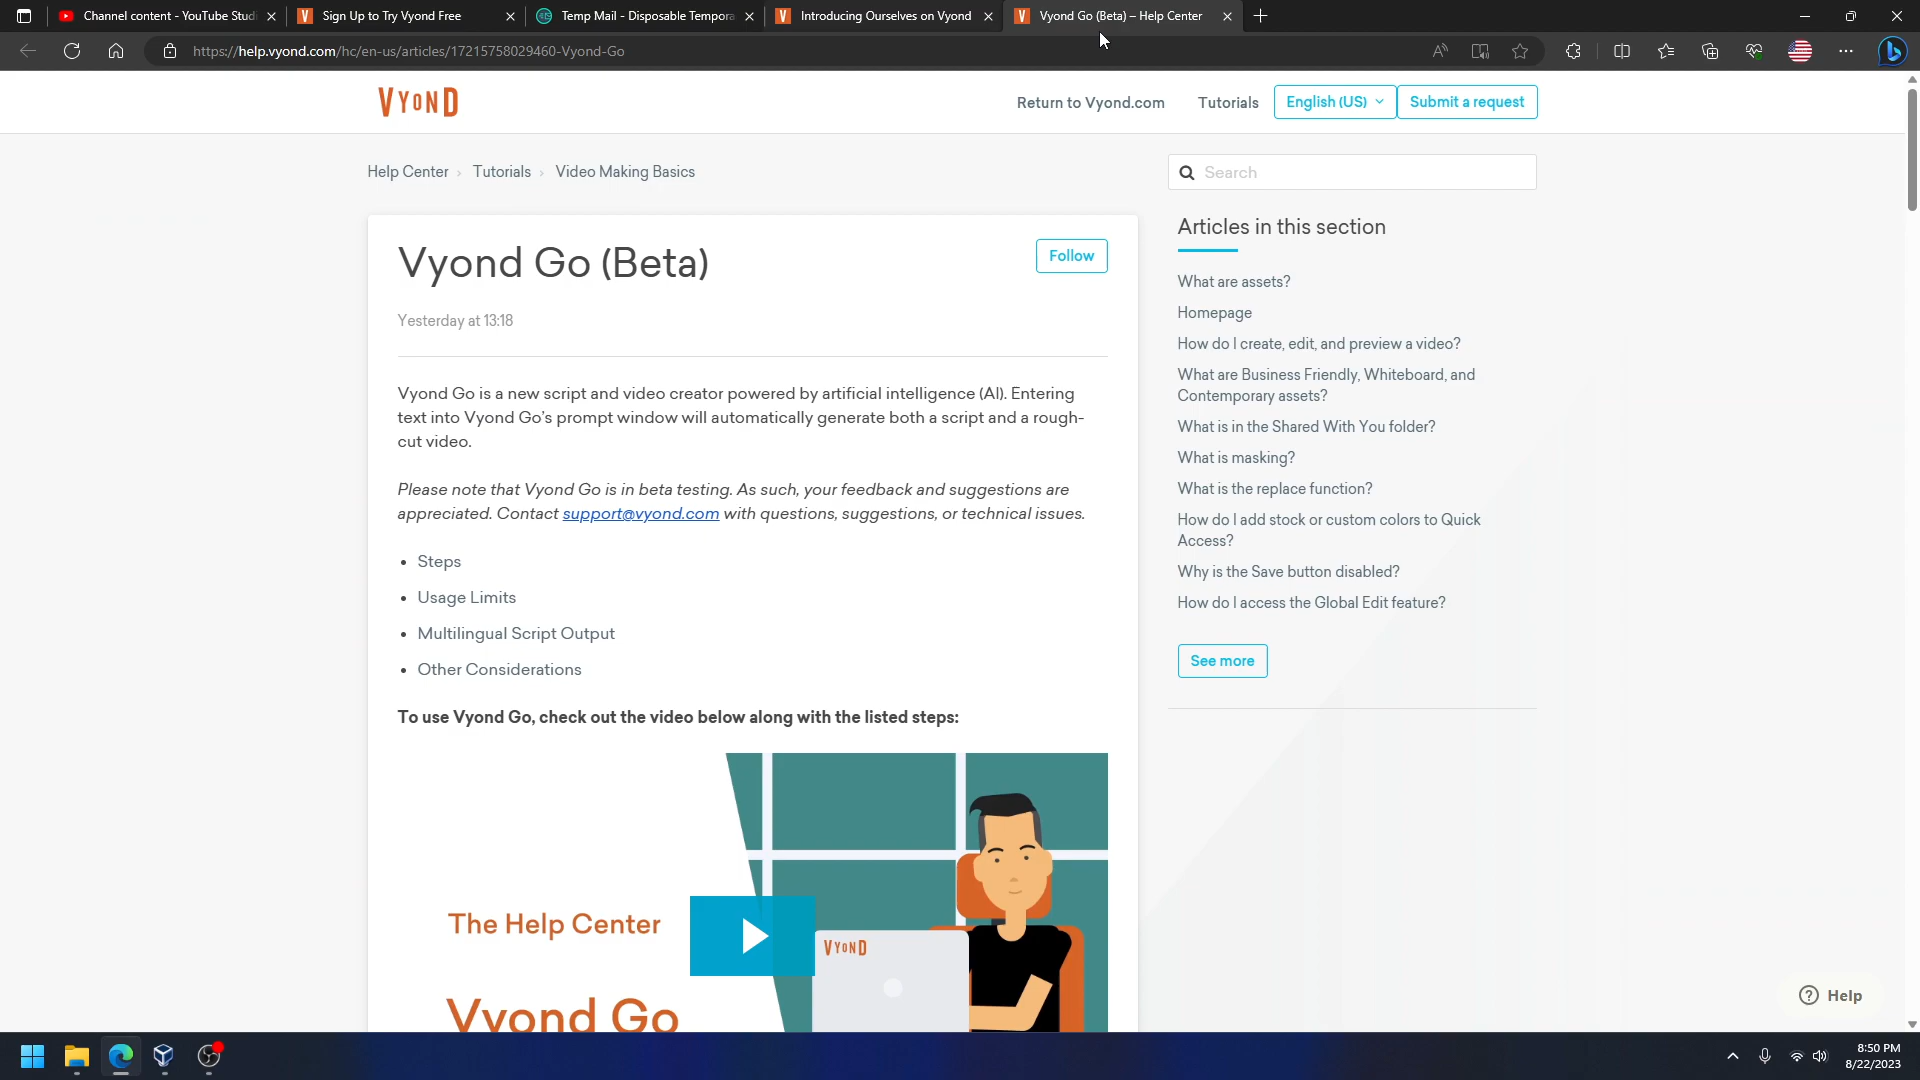 Channel content - YouTube Studi
Sign Up to Try Vyond Free
Temp Mail - Disposable Tempora
Introducing Ourselves on Vyond
Vyond Go (Beta) – Help Center
https://help.vyond.com/hc/en-us/articles/17215758029460-Vyond-Go
VYOND
Return to Vyond.com
Tutorials
English (US)
Submit a request
Help Center › Tutorials › Video Making Basics
Search
Vyond Go (Beta)
Follow
Yesterday at 13:18
Vyond Go is a new script and video creator powered by artificial intelligence (AI). Entering
text into Vyond Go's prompt window will automatically generate both a script and a rough-
cut video.
Please note that Vyond Go is in beta testing. As such, your feedback and suggestions are
appreciated. Contact support@vyond.com with questions, suggestions, or technical issues.
• Steps
• Usage Limits
• Multilingual Script Output
• Other Considerations
To use Vyond Go, check out the video below along with the listed steps:
The Help Center
Vyond Go
VYOND
Articles in this section
What are assets?
Homepage
How do I create, edit, and preview a video?
What are Business Friendly, Whiteboard, and
Contemporary assets?
What is in the Shared With You folder?
What is masking?
What is the replace function?
How do I add stock or custom colors to Quick
Access?
Why is the Save button disabled?
How do I access the Global Edit feature?
See more
Help
8:50 PM
8/22/2023